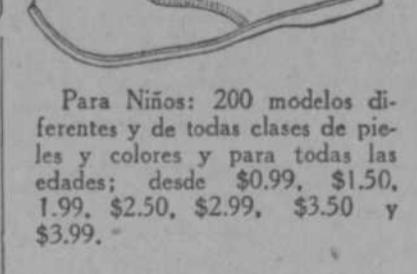 Para Niños: 200 modelos di-
ferentes y de todas clases de pie-
les y colores y para todas las
edades; desde $0.99, $1.50,
1.99. $2.50, $2.99, $3.50 y
$3.99.